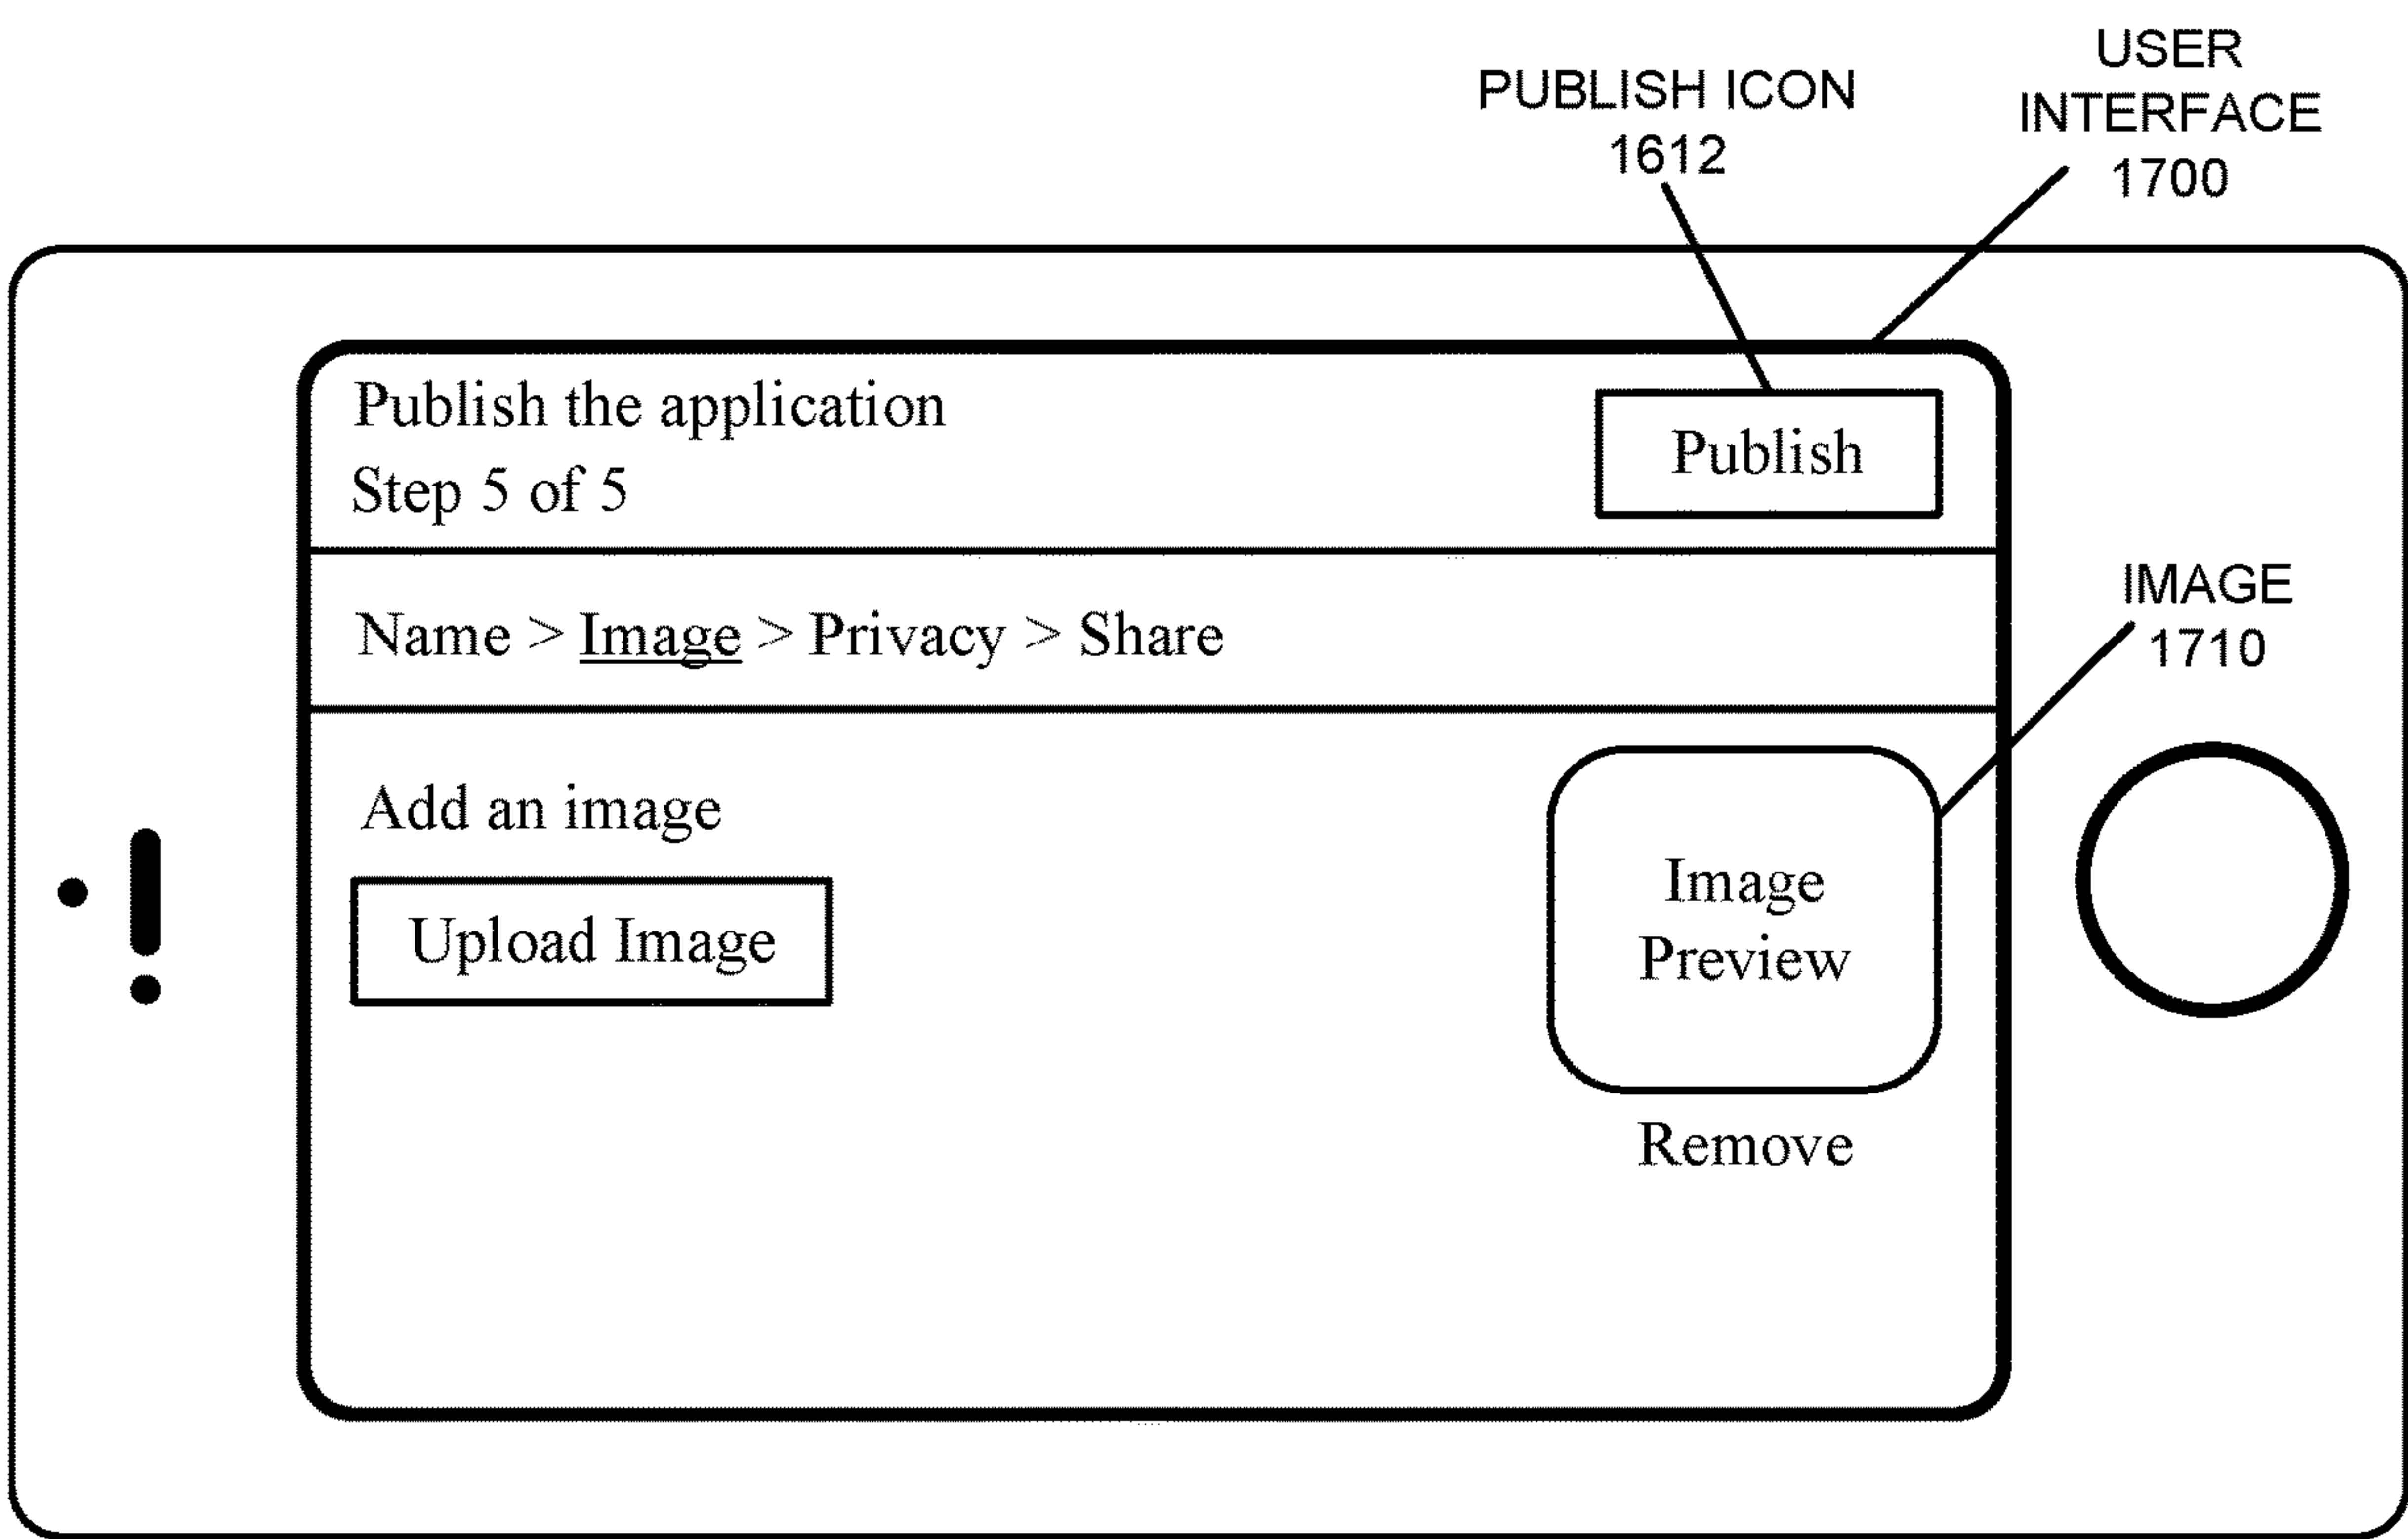 PUBLISH ICON
1612
USER
INTERFACE
1700
Publish the application
Step 5 of 5
Publish
Name > Image > Privacy > Share
IMAGE
1710
Add an image
Upload Image
Image
Preview
Remove